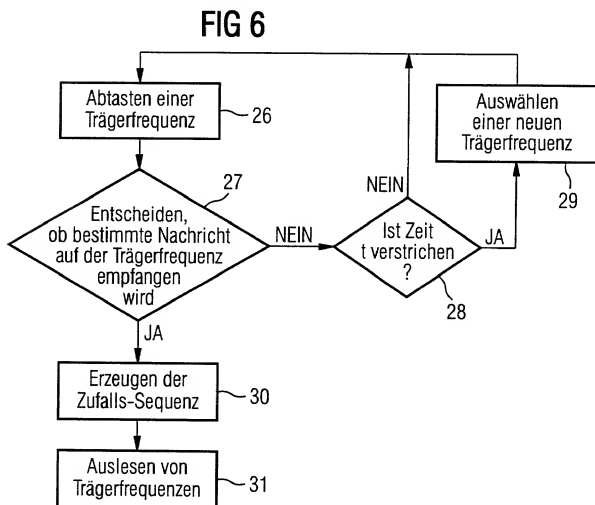 FIG 6
Abtasten einer
Trägerfrequenz
26
Auswählen
einer neuen
Trägerfrequenz
29
27
Entscheiden,
ob bestimmte Nachricht
auf der Trägerfrequenz
empfangen
wird
NEIN
NEIN
Ist Zeit
t verstrichen
?
JA
28
JA
Erzeugen der
Zufalls-Sequenz
30
Auslesen von
Trägerfrequenzen
31